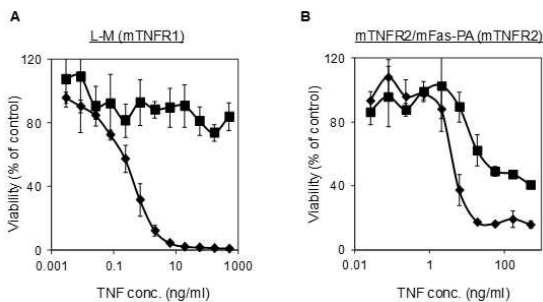 A
L-M (mTNFR1)
120
80
40
0
Viability (% of control)
0.001
0.1
10
500
TNF conc. (ng/ml)
B
mTNFR2/mFas-PA (mTNFR2)
120
80
40
0
Viability (% of control)
0.01
1
100
TNF conc. (ng/ml)